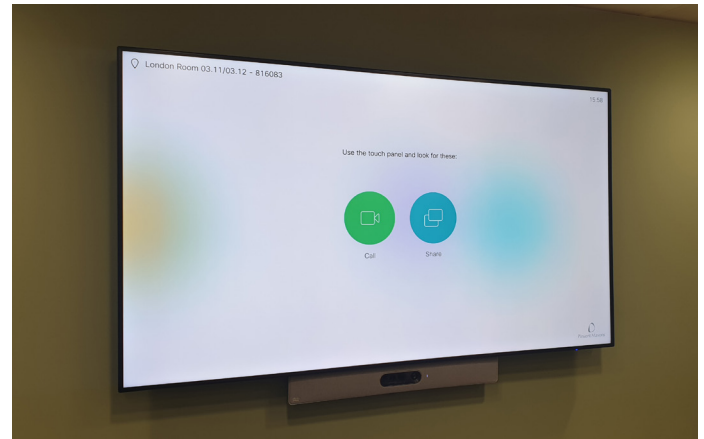 London Room 03.11/03.12 - 816083
15:58
Use the touch panel and look for these:
Call
Share